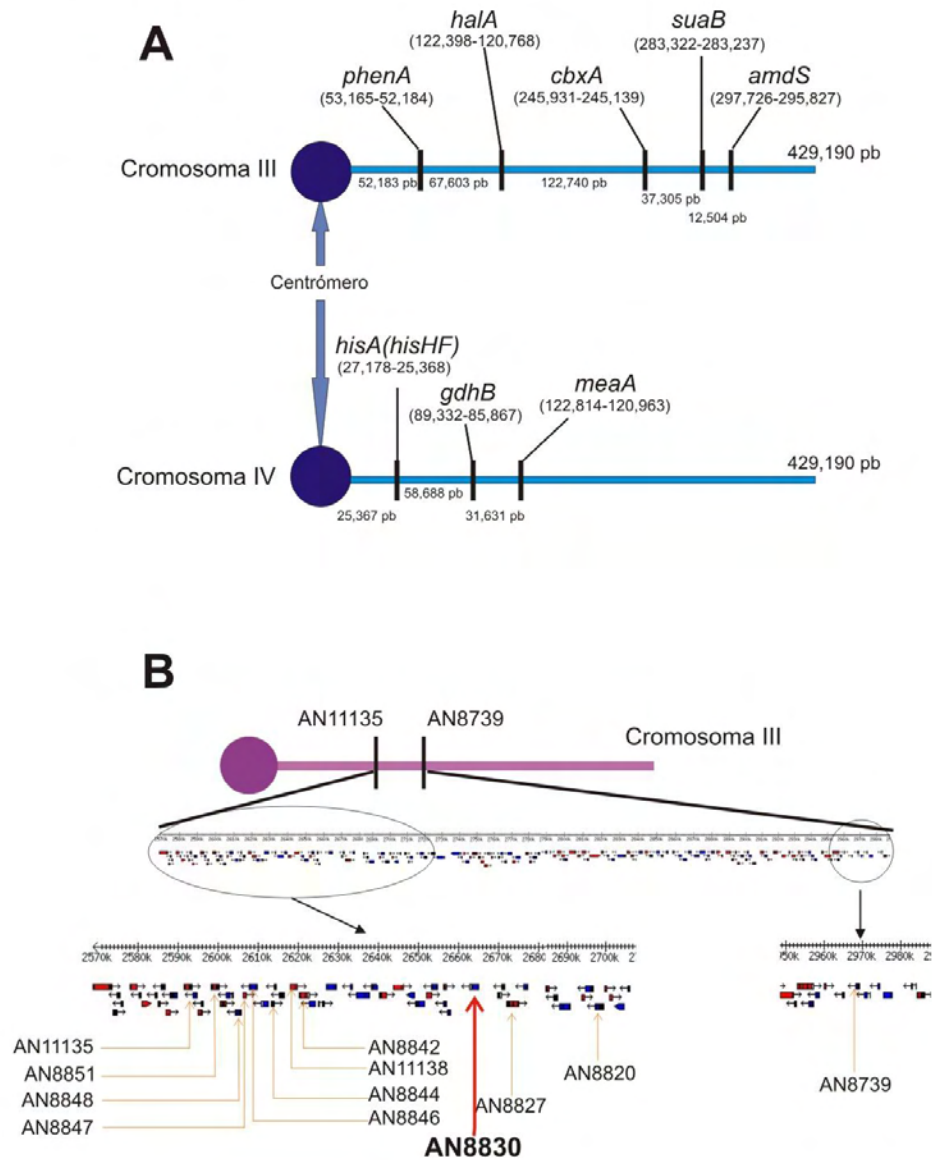 A
halA
(122,398-120,768)
suaB
(283,322-283,237)
phenA
(53,165-52,184)
cbxA
(245,931-245,139)
amdS
(297,726-295,827)
429,190 pb
Cromosoma III
52,183 pb
67,603 pb
122,740 pb
37,305 pb
12,504 pb
Centrómero
hisA(hisHF)
(27,178-25,368)
gdhB
(89,332-85,867)
meaA
(122,814-120,963)
429,190 pb
Cromosoma IV
58,688 pb
25,367 pb
31,631 pb
B
AN11135
AN8739
Cromosoma III
2570k 2580k 2590k 2600k 2610k 2620k 2630k 2640k 2650k 2660k 2670k 2680k 2690k 2700k
2960k 2970k 2980k
AN11135
AN8851
AN8848
AN8847
AN8842
AN11138
AN8844
AN8846
AN8830
AN8827
AN8820
AN8739